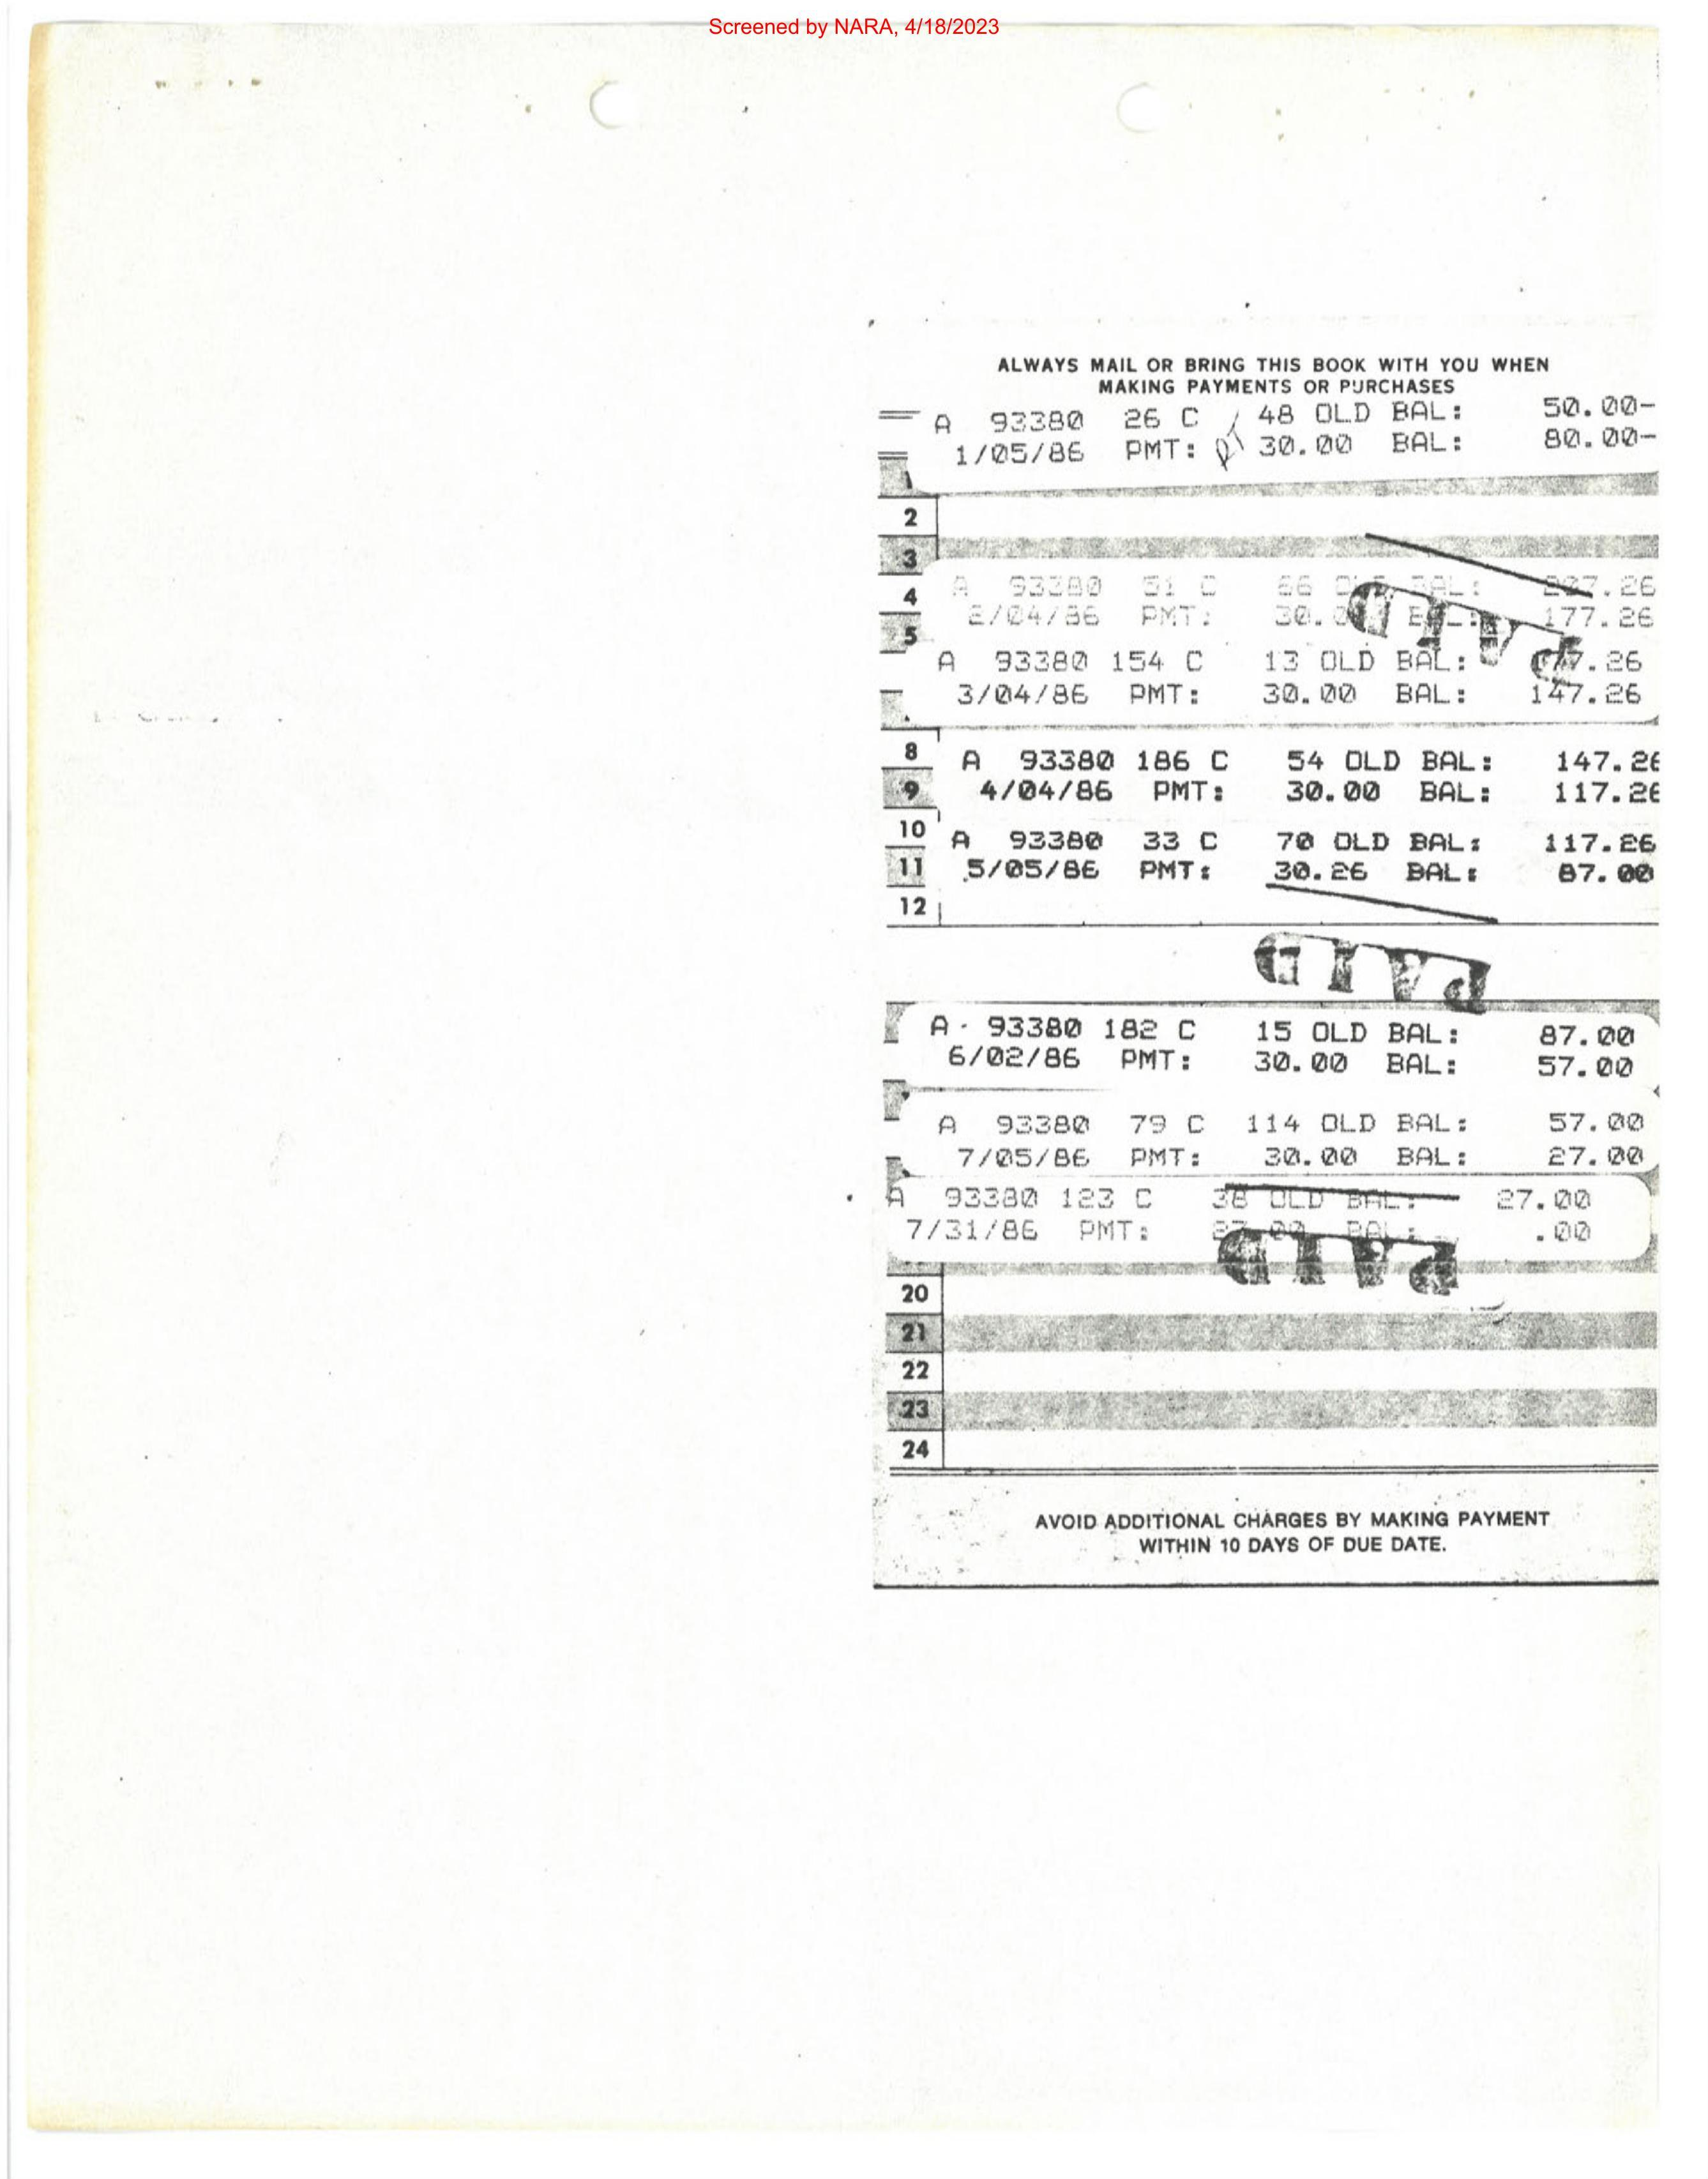 Screened by NARA, 4/18/2023
ALWAYS MAIL OR BRING THIS BOOK WITH YOU WHEN
MAKING PAYMENTS OR PURCHASES
A 93380 26 C 48 OLD BAL: 50.00-
1/05/86 PMT: 30.00 BAL: 80.00-
2
3
4 A 93380 51 C 66 OLD BAL: .26
5 2/04/86 PMT: 30.0 BAL: 177.26
A 93380 154 C 13 OLD BAL: .26
3/04/86 PMT: 30.00 BAL: 147.26
PAID
8 A 93380 186 C 54 OLD BAL: 147.26
9 4/04/86 PMT: 30.00 BAL: 117.26
10 A 93380 33 C 70 OLD BAL: 117.26
11 5/05/86 PMT: 30.26 BAL: 87.00
12
PAID
A 93380 182 C 15 OLD BAL: 87.00
6/02/86 PMT: 30.00 BAL: 57.00
A 93380 79 C 114 OLD BAL: 57.00
7/05/86 PMT: 30.00 BAL: 27.00
A 93380 123 C 38 OLD BAL: 27.00
7/31/86 PMT: 27.00 BAL: .00
PAID
20
21
22
23
24
AVOID ADDITIONAL CHARGES BY MAKING PAYMENT
WITHIN 10 DAYS OF DUE DATE.